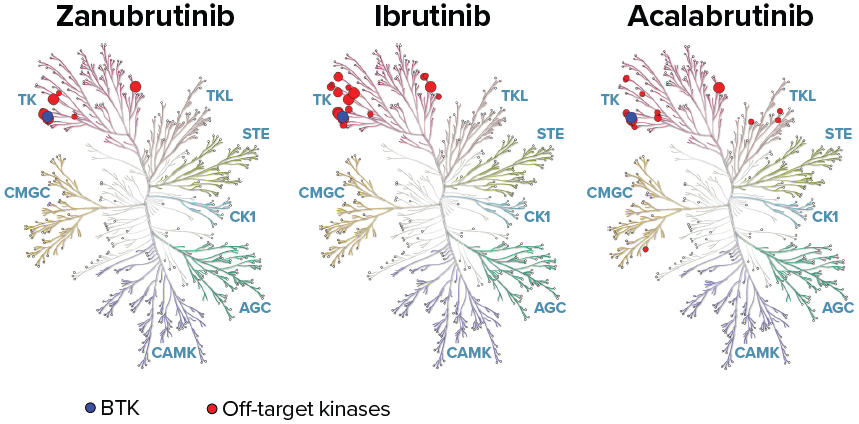 Zanubrutinib
Ibrutinib
Acalabrutinib
TK
TKL
STE
CMGC
CK1
AGC
CAMK
TK
TKL
STE
CMGC
CK1
AGC
CAMK
TK
TKL
STE
CMGC
CK1
AGC
CAMK
BTK
Off-target kinases